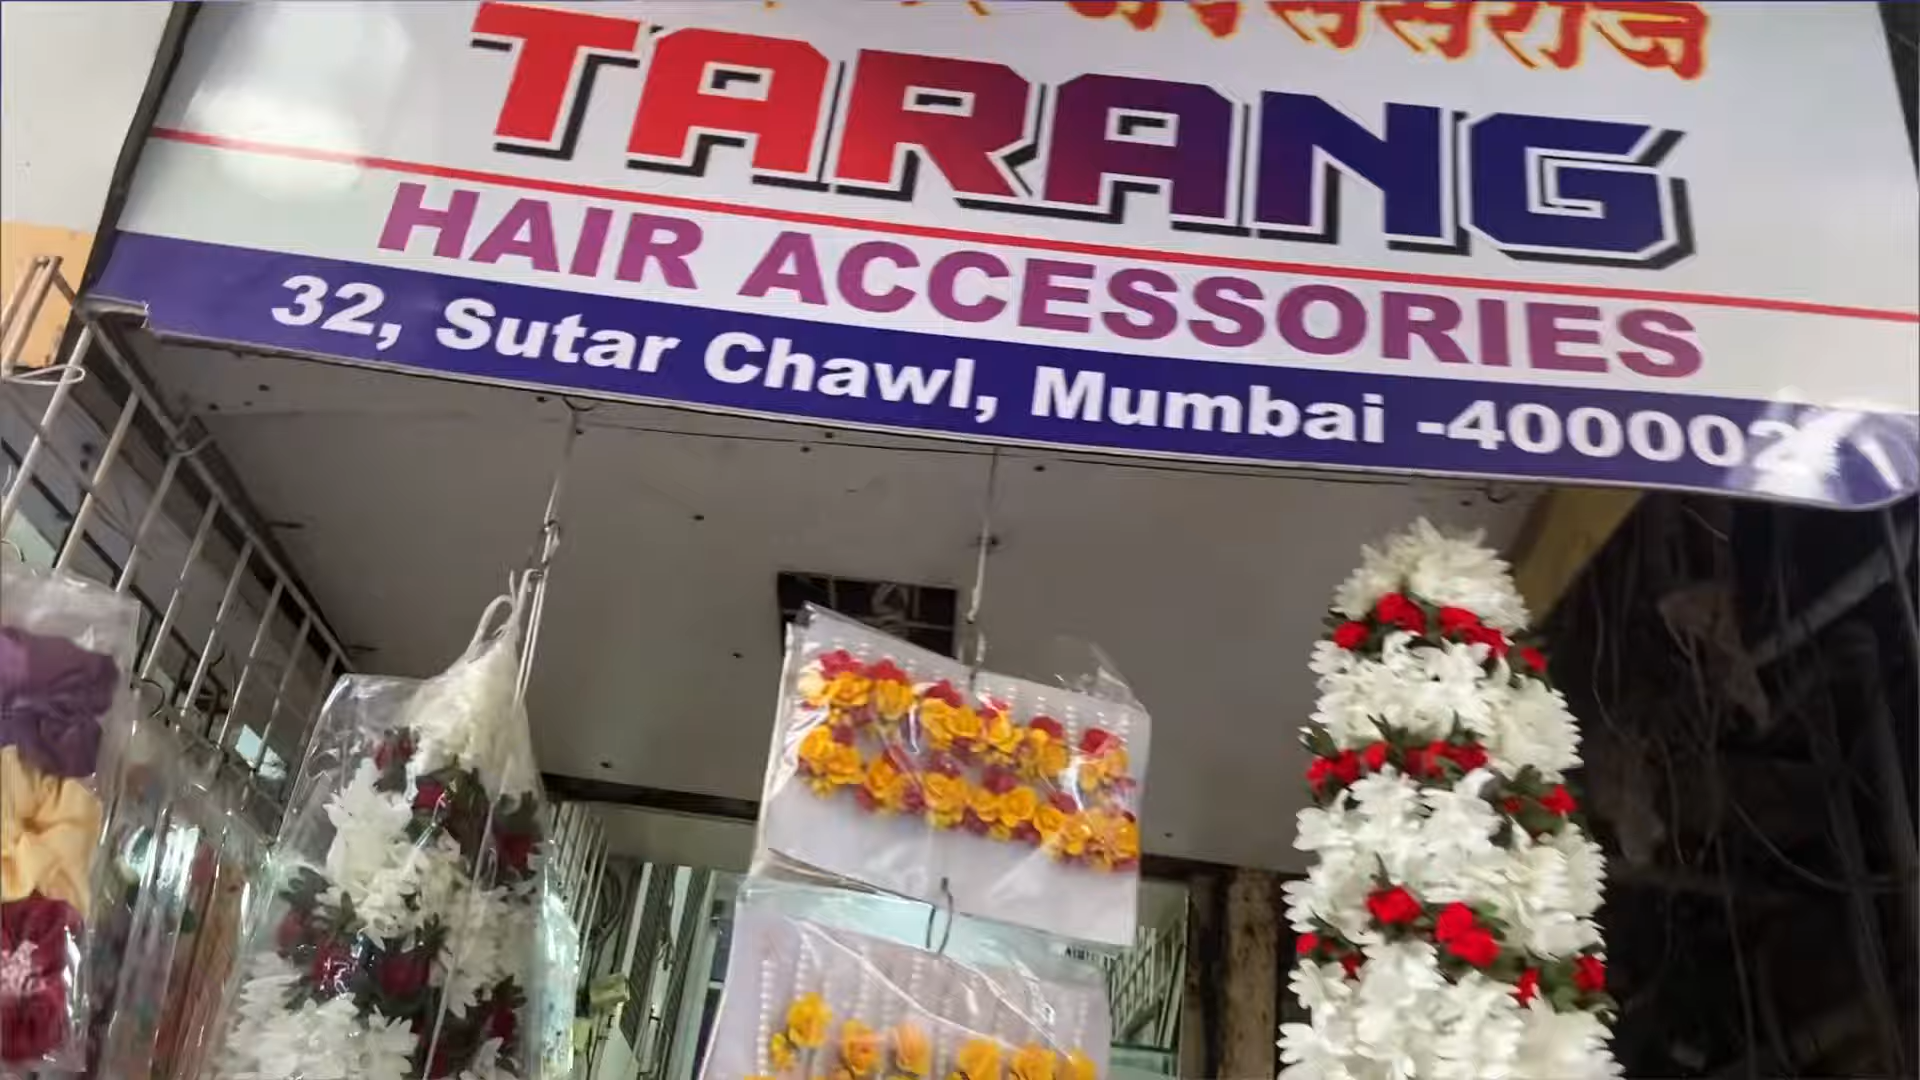 TARANG
HAIR ACCESSORIES
32, Sutar Chawl, Mumbai -400002